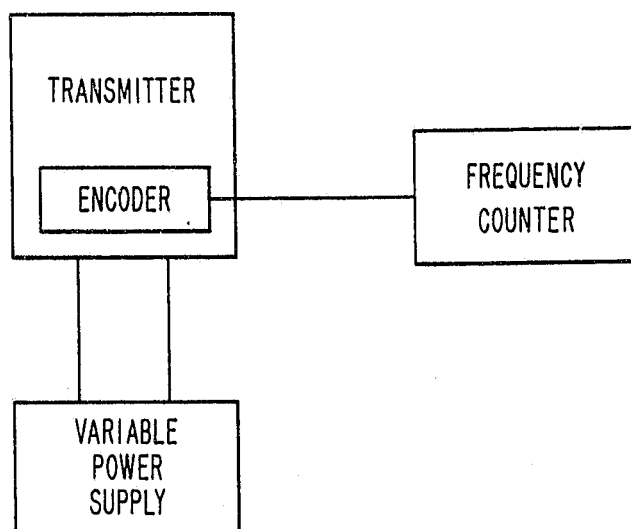 TRANSMITTER
ENCODER
FREQUENCY
COUNTER
VARIABLE
POWER
SUPPLY